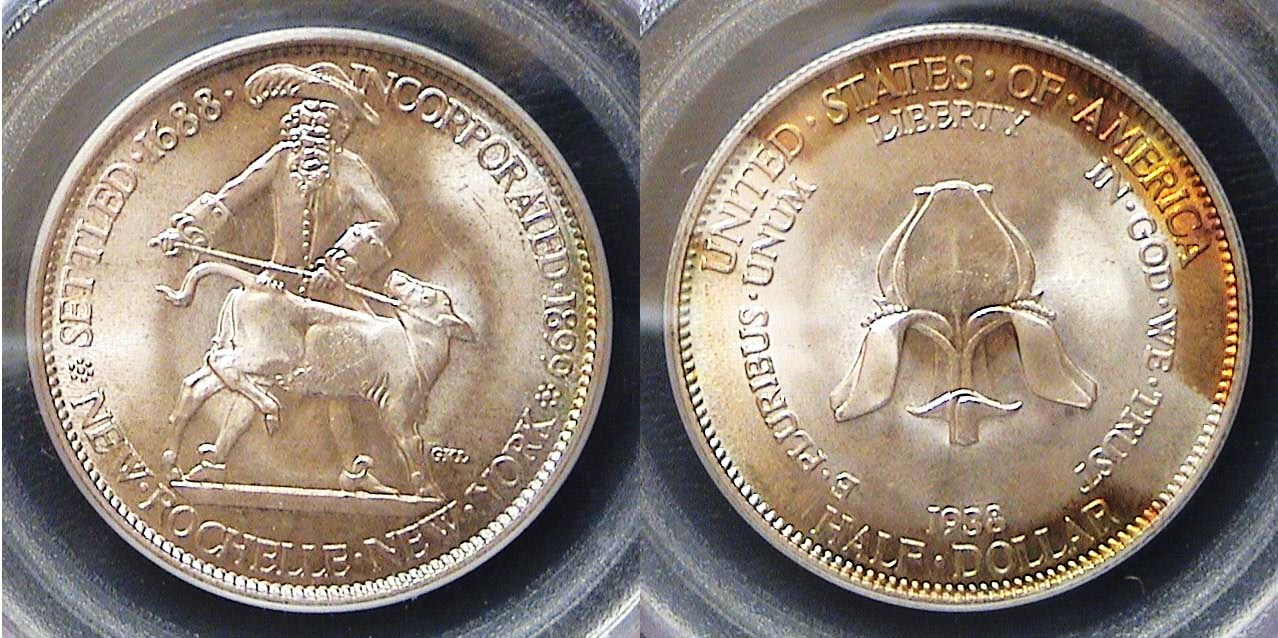 SETTLED · 1688 · INCORPORATED · 1899
NEW · ROCHELLE · NEW · YORK
GKL
UNITED · STATES · OF · AMERICA
LIBERTY
E · PLURIBUS · UNUM
IN · GOD · WE · TRUST
1938
HALF · DOLLAR